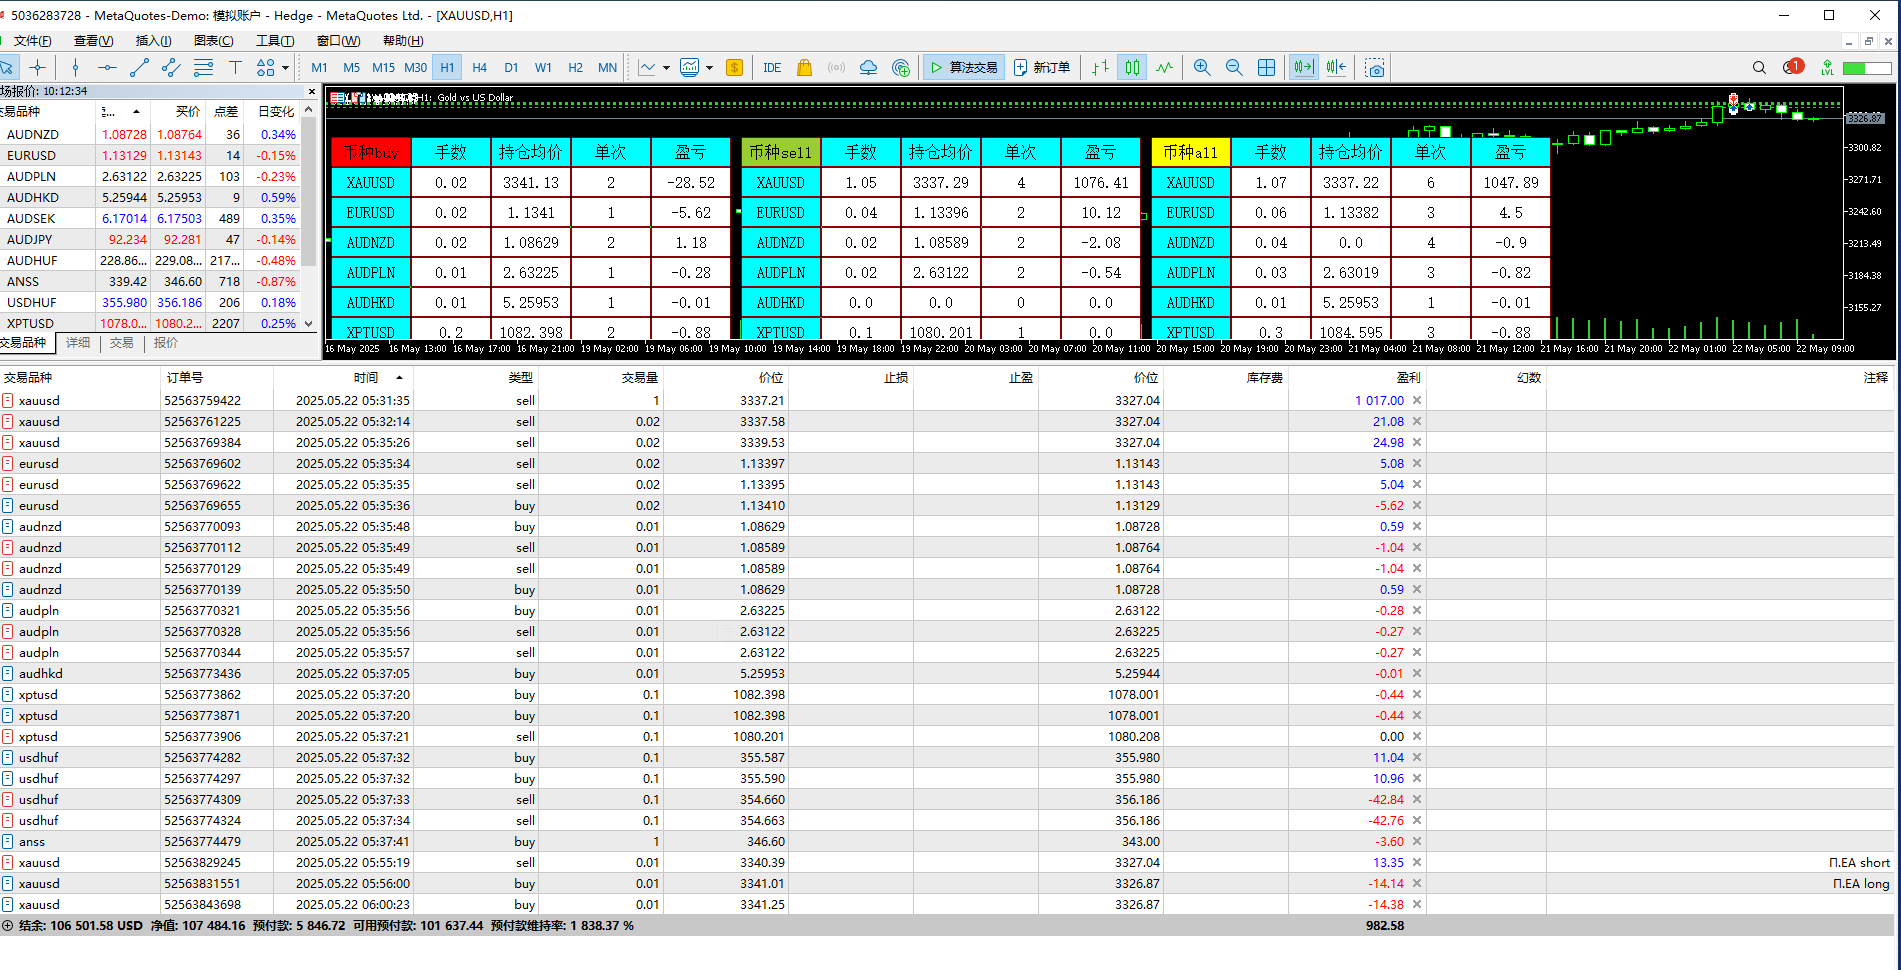 5036283728 - MetaQuotes-Demo: 模拟账户 - Hedge - MetaQuotes Ltd. - [XAUUSD,H1]
文件(F) 查看(V) 插入(I) 图表(C) 工具(T) 窗口(W) 帮助(H)
M1 M5 M15 M30 H1 H4 D1 W1 H2 MN IDE 算法交易 新订单 1 LVL
场报价: 10:12:34
交易品种 买价 点差 日变化
AUDNZD 1.08728 1.08764 36 0.34%
EURUSD 1.13129 1.13143 14 -0.15%
AUDPLN 2.63122 2.63225 103 -0.23%
AUDHKD 5.25944 5.25953 9 0.59%
AUDSEK 6.17014 6.17503 489 0.35%
AUDJPY 92.234 92.281 47 -0.14%
AUDHUF 228.86... 229.08... 217... -0.48%
ANSS 339.42 346.60 718 -0.87%
USDHUF 355.980 356.186 206 0.18%
XPTUSD 1078.0... 1080.2... 2207 0.25%
交易品种 详细 交易 报价
H1: Gold vs US Dollar
币种buy 手数 持仓均价 单次 盈亏
XAUUSD 0.02 3341.13 2 -28.52
EURUSD 0.02 1.1341 1 -5.62
AUDNZD 0.02 1.08629 2 1.18
AUDPLN 0.01 2.63225 1 -0.28
AUDHKD 0.01 5.25953 1 -0.01
XPTUSD 0.2 1082.398 2 -0.88
币种sell 手数 持仓均价 单次 盈亏
XAUUSD 1.05 3337.29 4 1076.41
EURUSD 0.04 1.13396 2 10.12
AUDNZD 0.02 1.08589 2 -2.08
AUDPLN 0.02 2.63122 2 -0.54
AUDHKD 0.0 0.0 0 0.0
XPTUSD 0.1 1080.201 1 0.0
币种all 手数 持仓均价 单次 盈亏
XAUUSD 1.07 3337.22 6 1047.89
EURUSD 0.06 1.13382 3 4.5
AUDNZD 0.04 0.0 4 -0.9
AUDPLN 0.03 2.63019 3 -0.82
AUDHKD 0.01 5.25953 1 -0.01
XPTUSD 0.3 1084.595 3 -0.88
3326.87
3300.82
3271.71
3242.60
3213.49
3184.38
3155.27
16 May 2025 16 May 13:00 16 May 17:00 16 May 21:00 19 May 02:00 19 May 06:00 19 May 10:00 19 May 14:00 19 May 18:00 19 May 22:00 20 May 03:00 20 May 07:00 20 May 11:00 20 May 15:00 20 May 19:00 20 May 23:00 21 May 04:00 21 May 08:00 21 May 12:00 21 May 16:00 21 May 20:00 22 May 01:00 22 May 05:00 22 May 09:00
交易品种 订单号 时间 类型 交易量 价位 止损 止盈 价位 库存费 盈利 幻数 注释
xauusd 52563759422 2025.05.22 05:31:35 sell 1 3337.21 3327.04 1 017.00
xauusd 52563761225 2025.05.22 05:32:14 sell 0.02 3337.58 3327.04 21.08
xauusd 52563769384 2025.05.22 05:35:26 sell 0.02 3339.53 3327.04 24.98
eurusd 52563769602 2025.05.22 05:35:34 sell 0.02 1.13397 1.13143 5.08
eurusd 52563769622 2025.05.22 05:35:35 sell 0.02 1.13395 1.13143 5.04
eurusd 52563769655 2025.05.22 05:35:36 buy 0.02 1.13410 1.13129 -5.62
audnzd 52563770093 2025.05.22 05:35:48 buy 0.01 1.08629 1.08728 0.59
audnzd 52563770112 2025.05.22 05:35:49 sell 0.01 1.08589 1.08764 -1.04
audnzd 52563770129 2025.05.22 05:35:49 sell 0.01 1.08589 1.08764 -1.04
audnzd 52563770139 2025.05.22 05:35:50 buy 0.01 1.08629 1.08728 0.59
audpln 52563770321 2025.05.22 05:35:56 buy 0.01 2.63225 2.63122 -0.28
audpln 52563770328 2025.05.22 05:35:56 sell 0.01 2.63122 2.63225 -0.27
audpln 52563770344 2025.05.22 05:35:57 sell 0.01 2.63122 2.63225 -0.27
audhkd 52563773436 2025.05.22 05:37:05 buy 0.01 5.25953 5.25944 -0.01
xptusd 52563773862 2025.05.22 05:37:20 buy 0.1 1082.398 1078.001 -0.44
xptusd 52563773871 2025.05.22 05:37:20 buy 0.1 1082.398 1078.001 -0.44
xptusd 52563773906 2025.05.22 05:37:21 sell 0.1 1080.201 1080.208 0.00
usdhuf 52563774282 2025.05.22 05:37:32 buy 0.1 355.587 355.980 11.04
usdhuf 52563774297 2025.05.22 05:37:32 buy 0.1 355.590 355.980 10.96
usdhuf 52563774309 2025.05.22 05:37:33 sell 0.1 354.660 356.186 -42.84
usdhuf 52563774324 2025.05.22 05:37:34 sell 0.1 354.663 356.186 -42.76
anss 52563774479 2025.05.22 05:37:41 buy 1 346.60 343.00 -3.60
xauusd 52563829245 2025.05.22 05:55:19 sell 0.01 3340.39 3327.04 13.35 П.EA short
xauusd 52563831551 2025.05.22 05:56:00 buy 0.01 3341.01 3326.87 -14.14 П.EA long
xauusd 52563843698 2025.05.22 06:00:23 buy 0.01 3341.25 3326.87 -14.38
结余: 106 501.58 USD 净值: 107 484.16 预付款: 5 846.72 可用预付款: 101 637.44 预付款维持率: 1 838.37 % 982.58